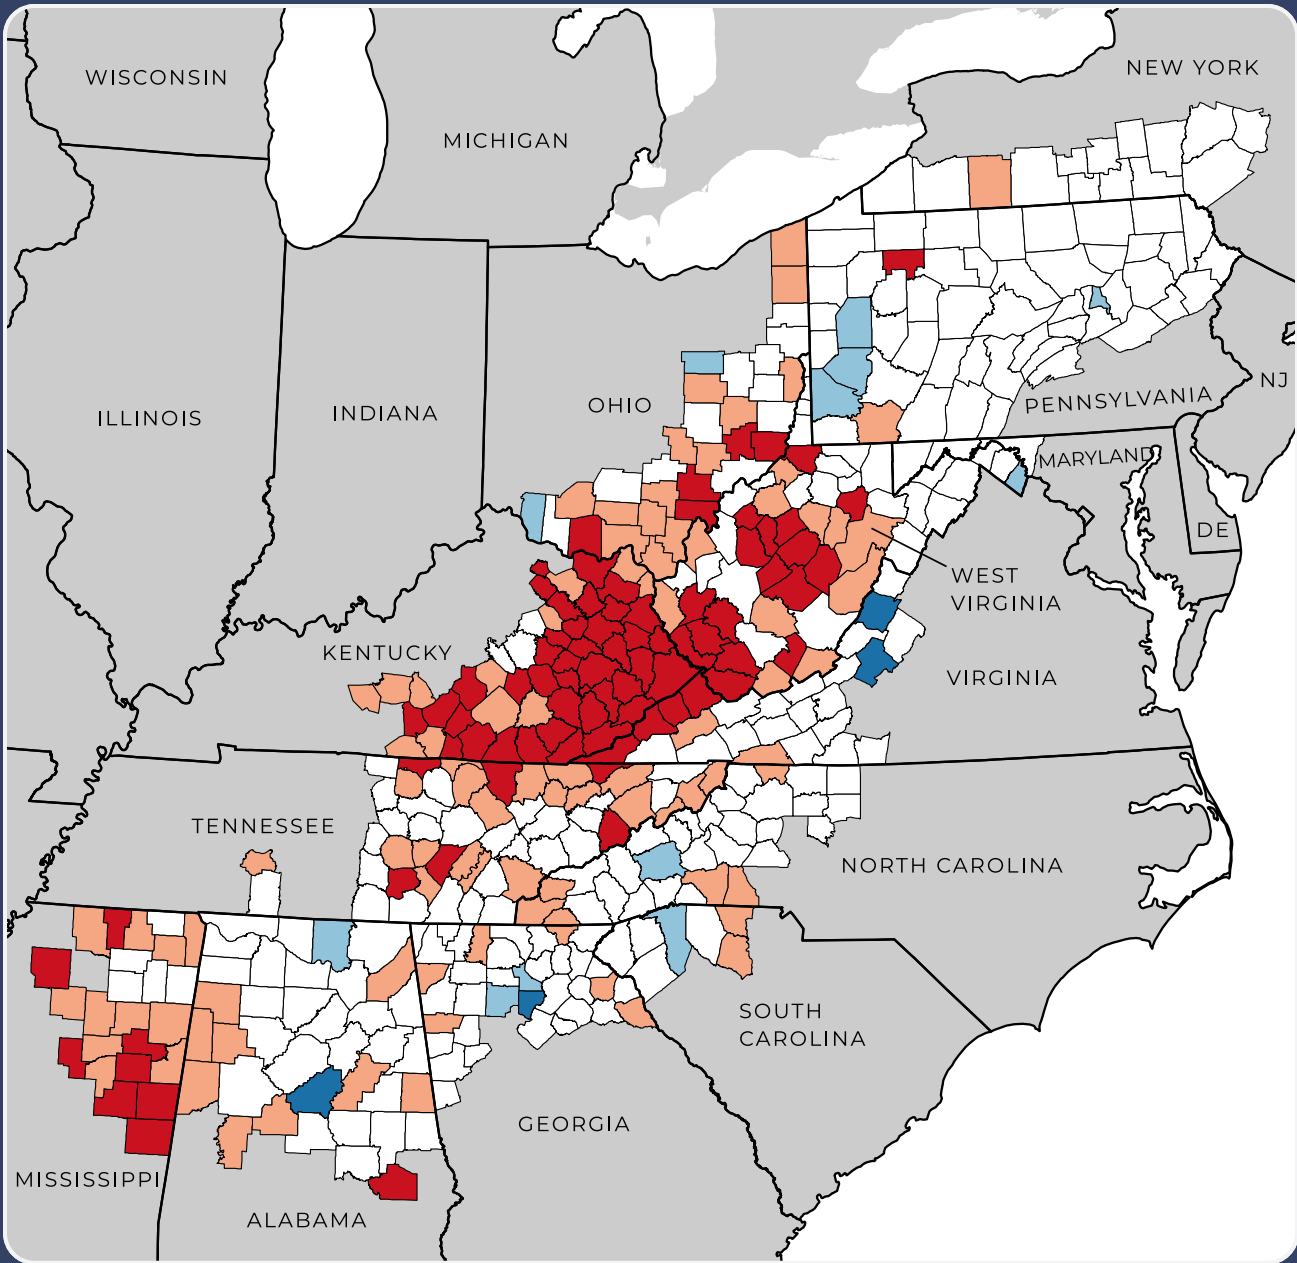 WISCONSIN
NEW YORK
MICHIGAN
ILLINOIS
INDIANA
OHIO
NJ
PENNSYLVANIA
MARYLAND
DE
WEST
VIRGINIA
KENTUCKY
VIRGINIA
TENNESSEE
NORTH CAROLINA
SOUTH
CAROLINA
GEORGIA
MISSISSIPPI
ALABAMA